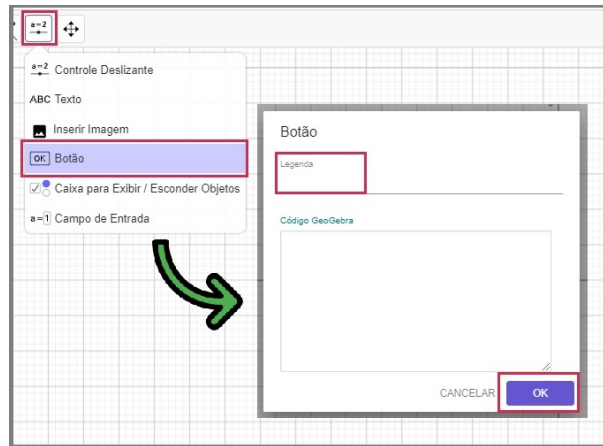 a=2
a=2 Controle Deslizante
ABC Texto
Inserir Imagem
OK Botão
Caixa para Exibir / Esconder Objetos
a=1 Campo de Entrada
Botão
Legenda
Código GeoGebra
CANCELAR OK